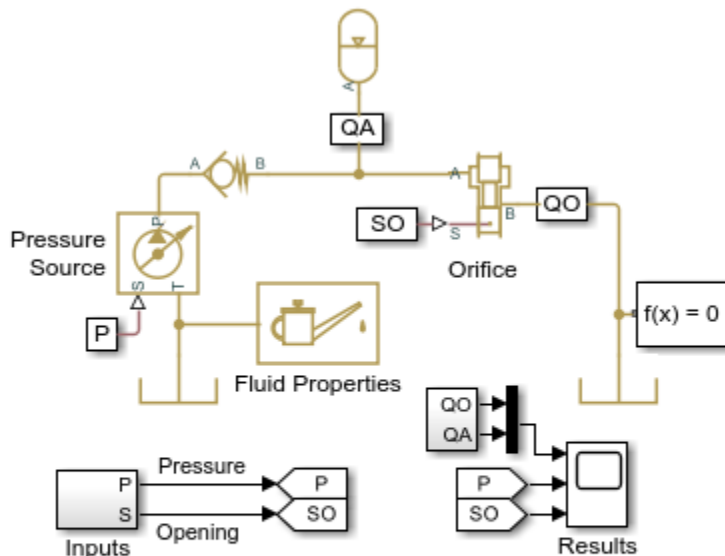 A
QA
A
B
A
P
Pressure
Source
S
T
P
SO
S
B
QO
Orifice
f(x) = 0
Fluid Properties
QO
QA
P
SO
Results
Pressure
P
S
Opening
P
SO
Inputs